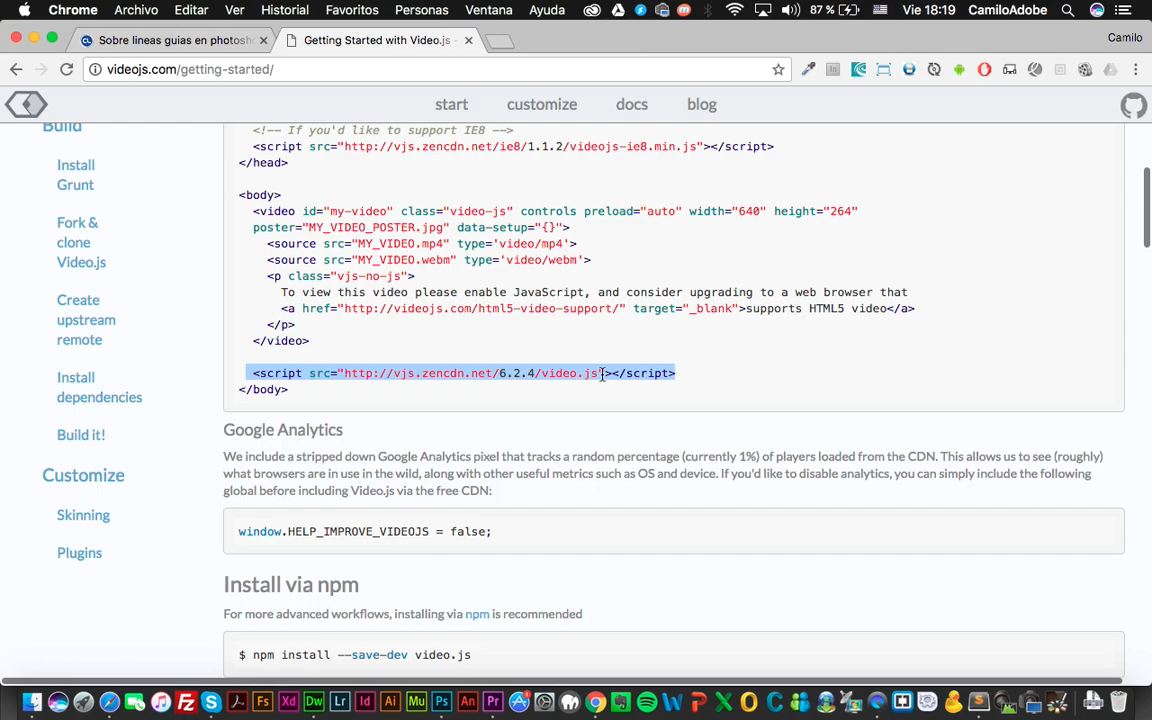 Chrome Archivo Editar Ver Historial Favoritos Personas Ventana Ayuda 87 % Vie 18:19 CamiloAdobe
Sobre lineas guias en photosh
Getting Started with Video.js -
Camilo
videojs.com/getting-started/
start customize docs blog
Build
Install
Grunt
Fork &
clone
Video.js
Create
upstream
remote
Install
dependencies
Build it!
Customize
Skinning
Plugins
<!-- If you'd like to support IE8 -->
<script src="http://vjs.zencdn.net/ie8/1.1.2/videojs-ie8.min.js"></script>
</head>
<body>
<video id="my-video" class="video-js" controls preload="auto" width="640" height="264"
poster="MY_VIDEO_POSTER.jpg" data-setup="{}">
<source src="MY_VIDEO.mp4" type='video/mp4'>
<source src="MY_VIDEO.webm" type='video/webm'>
<p class="vjs-no-js">
To view this video please enable JavaScript, and consider upgrading to a web browser that
<a href="http://videojs.com/html5-video-support/" target="_blank">supports HTML5 video</a>
</p>
</video>
<script src="http://vjs.zencdn.net/6.2.4/video.js"></script>
</body>
Google Analytics
We include a stripped down Google Analytics pixel that tracks a random percentage (currently 1%) of players loaded from the CDN. This allows us to see (roughly)
what browsers are in use in the wild, along with other useful metrics such as OS and device. If you'd like to disable analytics, you can simply include the following
global before including Video.js via the free CDN:
window.HELP_IMPROVE_VIDEOJS = false;
Install via npm
For more advanced workflows, installing via npm is recommended
$ npm install --save-dev video.js
Fs Xd Dw Lr Id Ai Mu Ps An Pr